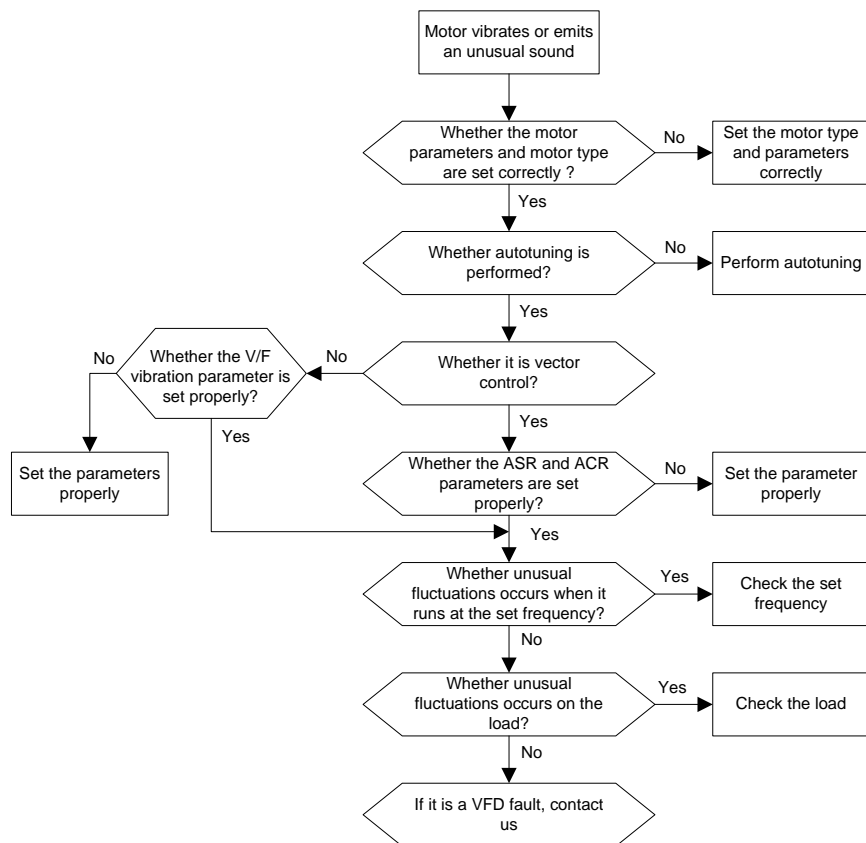 Motor vibrates or emits
an unusual sound
Whether the motor
parameters and motor type
are set correctly ?
No
Set the motor type
and parameters
correctly
Yes
Whether autotuning is
performed?
No
Perform autotuning
Yes
Whether it is vector
control?
No
Whether the V/F
vibration parameter is
set properly?
No
Set the parameters
properly
Yes
Yes
Whether the ASR and ACR
parameters are set
properly?
No
Set the parameter
properly
Yes
Whether unusual
fluctuations occurs when it
runs at the set frequency?
Yes
Check the set
frequency
No
Whether unusual
fluctuations occurs on the
load?
Yes
Check the load
No
If it is a VFD fault, contact
us